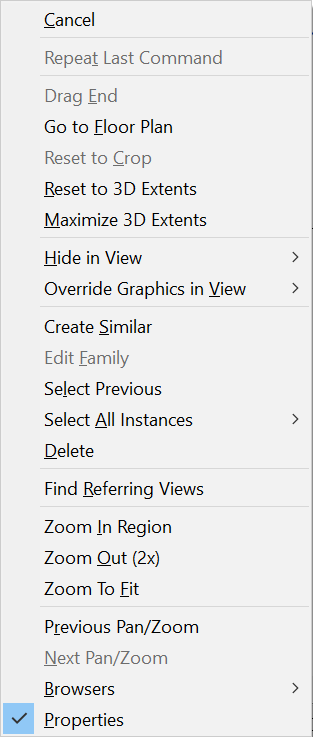 Cancel
Repeat Last Command
Drag End
Go to Floor Plan
Reset to Crop
Reset to 3D Extents
Maximize 3D Extents
Hide in View
Override Graphics in View
Create Similar
Edit Family
Select Previous
Select All Instances
Delete
Find Referring Views
Zoom In Region
Zoom Out (2x)
Zoom To Fit
Previous Pan/Zoom
Next Pan/Zoom
Browsers
Properties